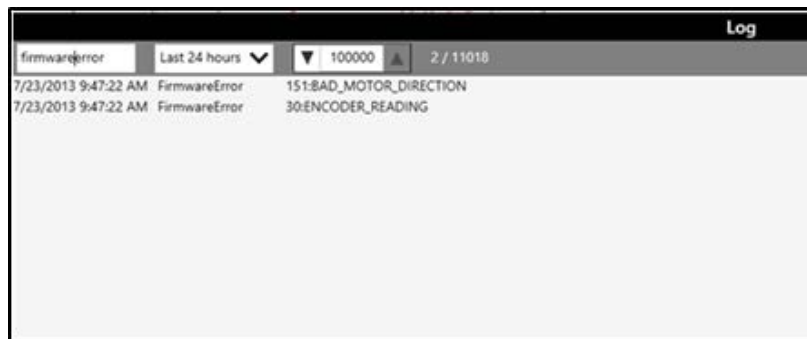 Log
firmwareerror Last 24 hours 100000 2 / 11018
7/23/2013 9:47:22 AM FirmwareError 151:BAD_MOTOR_DIRECTION
7/23/2013 9:47:22 AM FirmwareError 30:ENCODER_READING